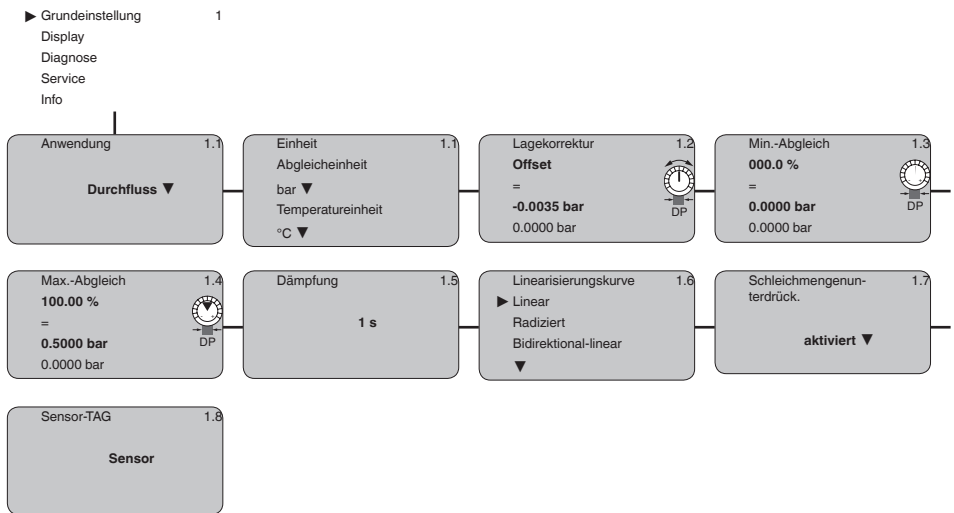 ▶ Grundeinstellung 1
Display
Diagnose
Service
Info
Anwendung 1.1
Durchfluss ▼
Einheit 1.1
Abgleicheinheit
bar ▼
Temperatureinheit
°C ▼
Lagekorrektur 1.2
Offset
=
-0.0035 bar
0.0000 bar
DP
Min.-Abgleich 1.3
000.0 %
=
0.0000 bar
0.0000 bar
DP
Max.-Abgleich 1.4
100.00 %
=
0.5000 bar
0.0000 bar
DP
Dämpfung 1.5
1 s
Linearisierungskurve 1.6
▶ Linear
Radiziert
Bidirektional-linear
▼
Schleichmengenun- 1.7
terdrück.
aktiviert ▼
Sensor-TAG 1.8
Sensor